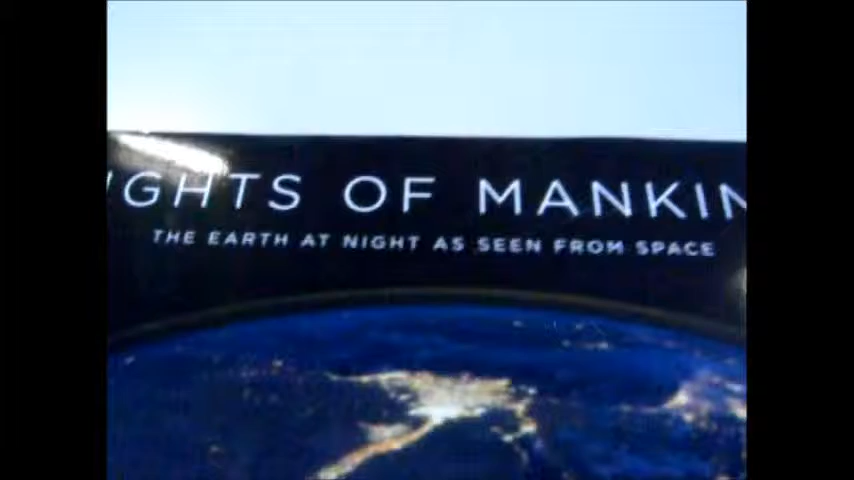 IGHTS OF MANKIN
THE EARTH AT NIGHT AS SEEN FROM SPACE